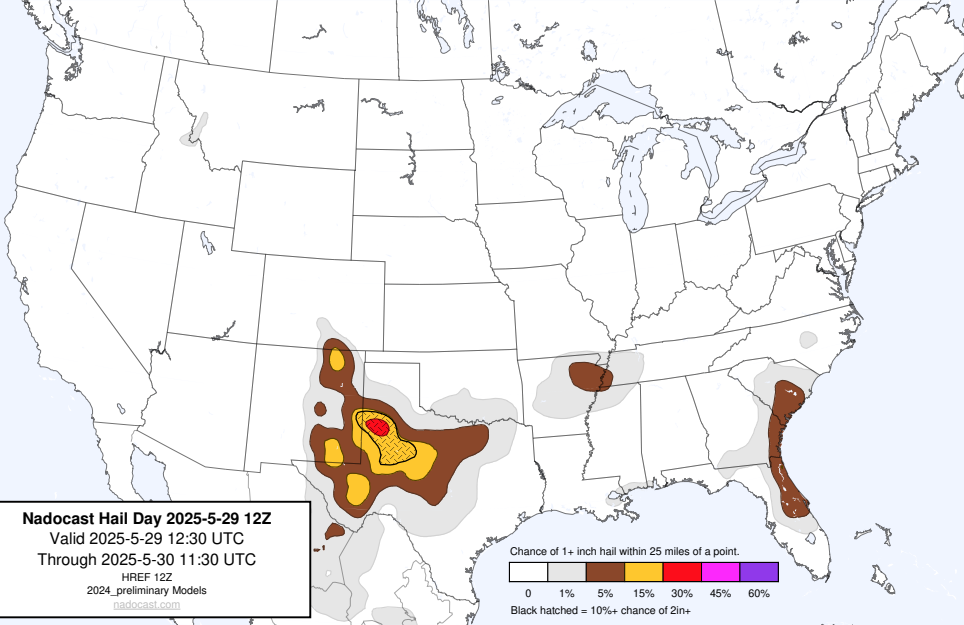 Nadocast Hail Day 2025-5-29 12Z
Valid 2025-5-29 12:30 UTC
Through 2025-5-30 11:30 UTC
HREF 12Z
2024_preliminary Models
nadocast.com
Chance of 1+ inch hail within 25 miles of a point.
0 1% 5% 15% 30% 45% 60%
Black hatched = 10%+ chance of 2in+